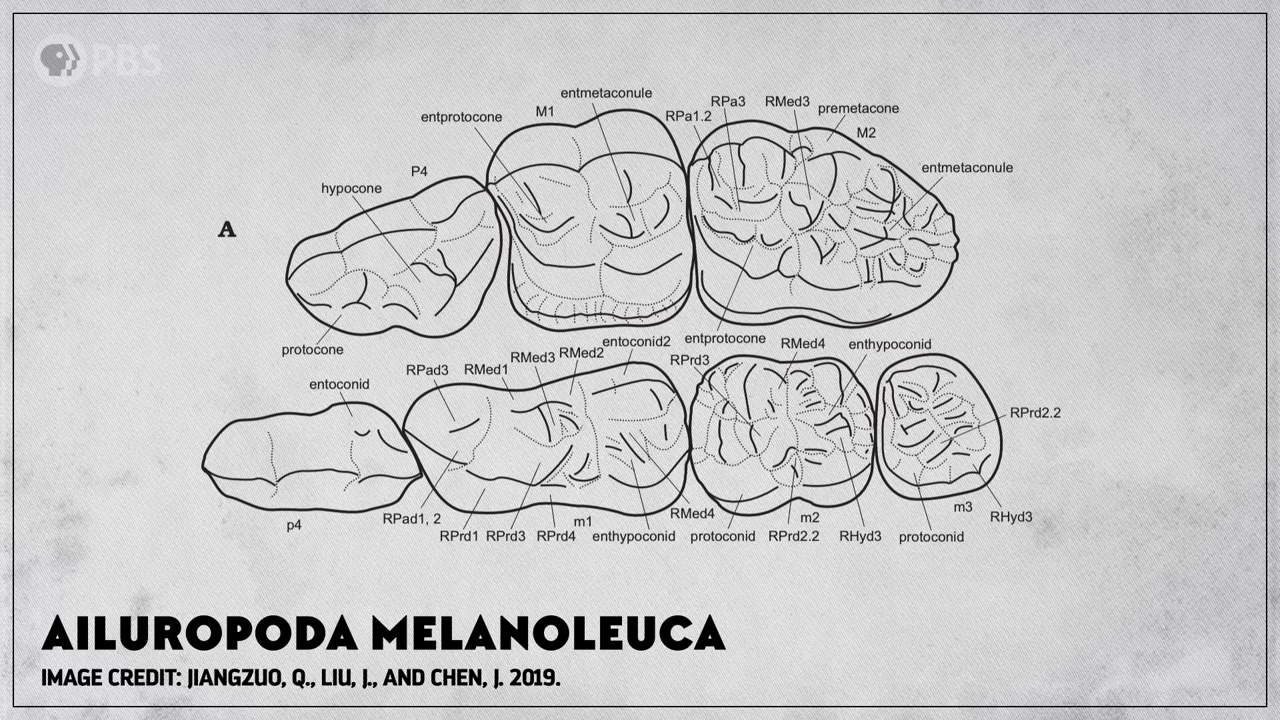 PBS
entmetaconule
M1
entprotocone
RPa3
RMed3
RPa1.2
premetacone
M2
P4
entmetaconule
hypocone
A
protocone
entprotocone
entoconid2
RMed4
enthypoconid
RMed3
RMed2
RPrd3
RPad3
RMed1
entoconid
RPrd2.2
p4
RPad1, 2
m1
RMed4
m2
m3
RHyd3
RPrd1
RPrd3
RPrd4
enthypoconid
protoconid
RPrd2.2
RHyd3
protoconid
AILUROPODA MELANOLEUCA
IMAGE CREDIT: JIANGZUO, Q., LIU, J., AND CHEN, J. 2019.